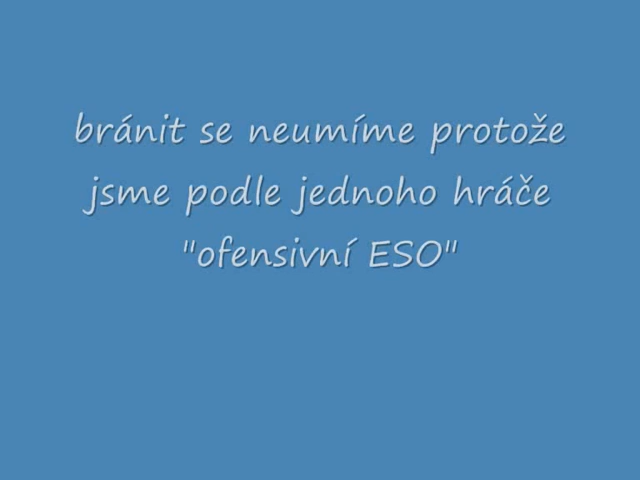 bránit se neumíme protože
jsme podle jednoho hráče
"ofensivní ESO"